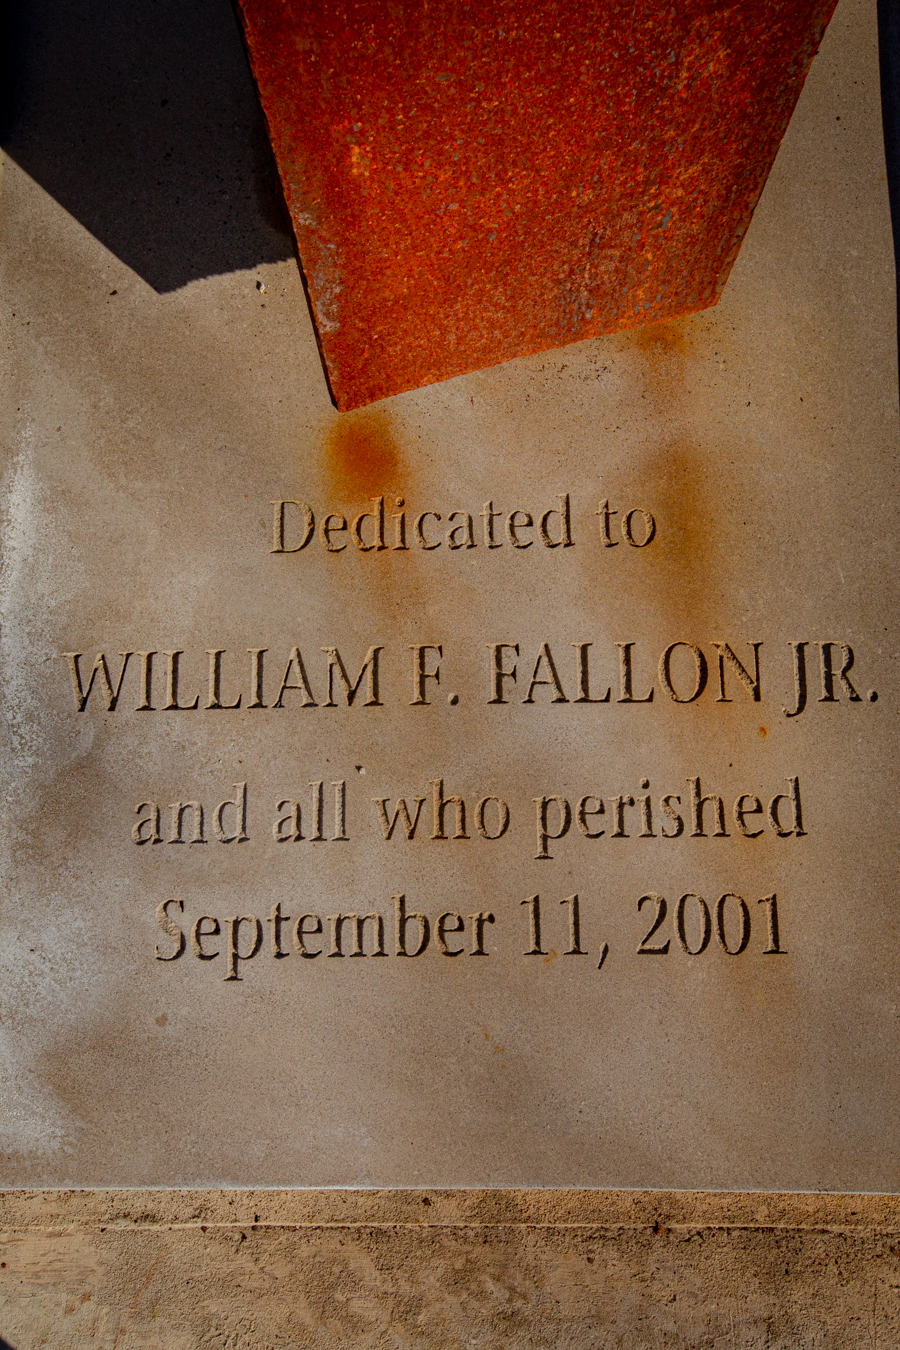 Dedicated to
WILLIAM F. FALLON JR.
and all who perished
September 11, 2001